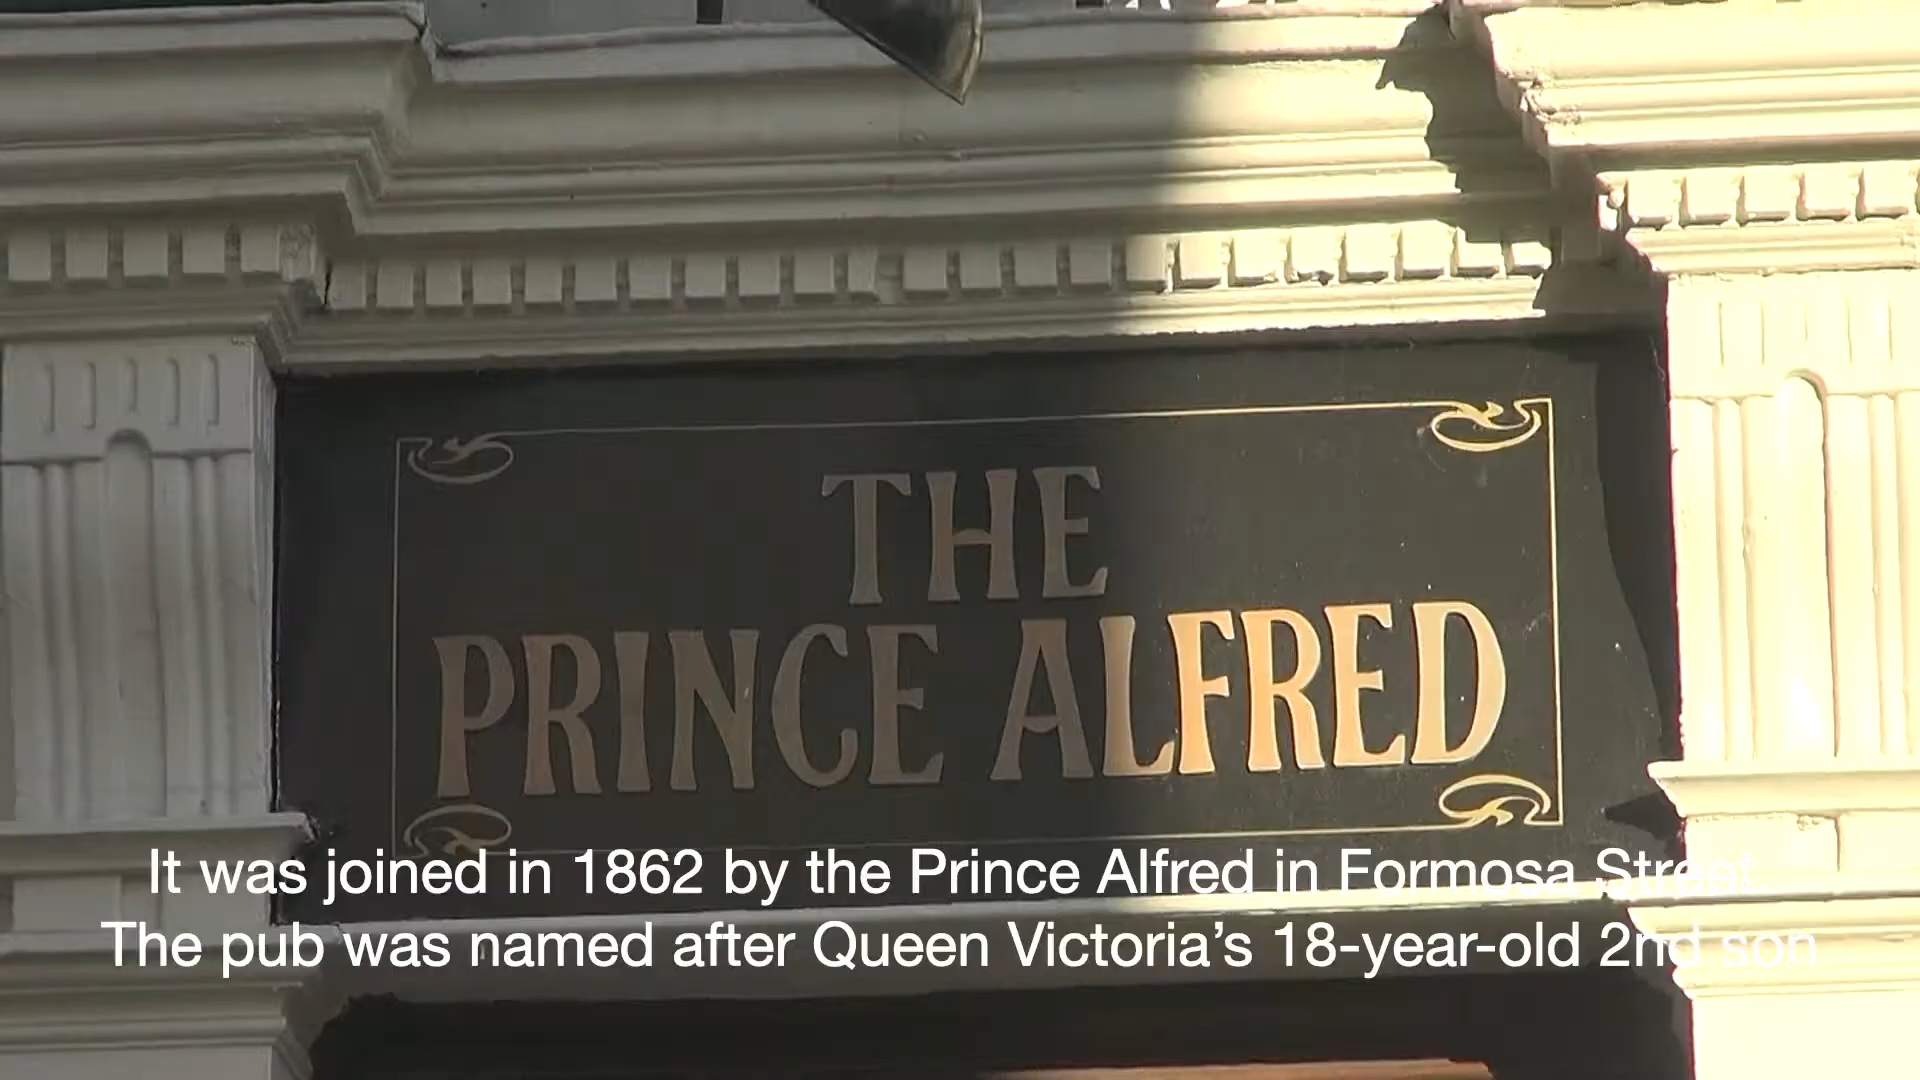 THE
PRINCE ALFRED
It was joined in 1862 by the Prince Alfred in Formosa Street.
The pub was named after Queen Victoria’s 18-year-old 2nd son